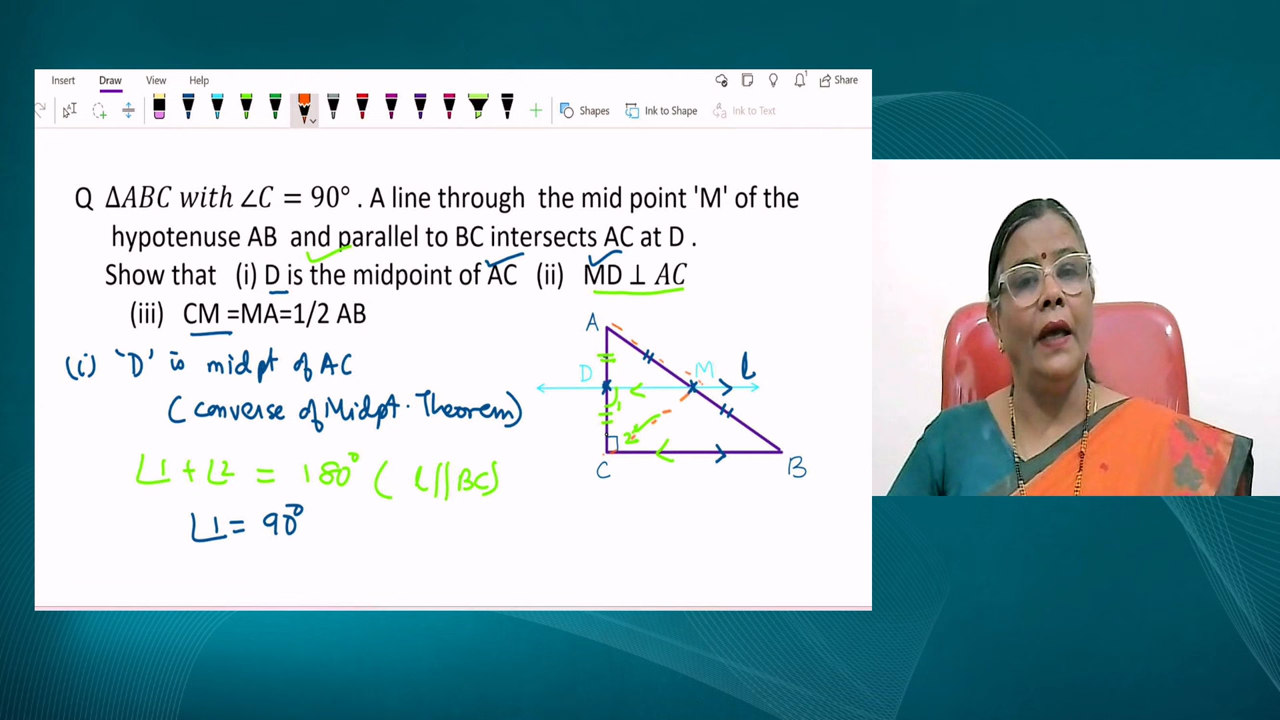 Insert Draw View Help Share
Shapes Ink to Shape Ink to Text
Q ΔABC with ∠C = 90° . A line through the mid point 'M' of the
hypotenuse AB and parallel to BC intersects AC at D .
Show that (i) D is the midpoint of AC (ii) MD ⊥ AC
(iii) CM =MA=1/2 AB
(i) 'D' is midpt of AC
(converse of Midpt. Theorem)
∠1 + ∠2 = 180° ( l||BC)
∠1 = 90°
A
D M l
1
2
C B